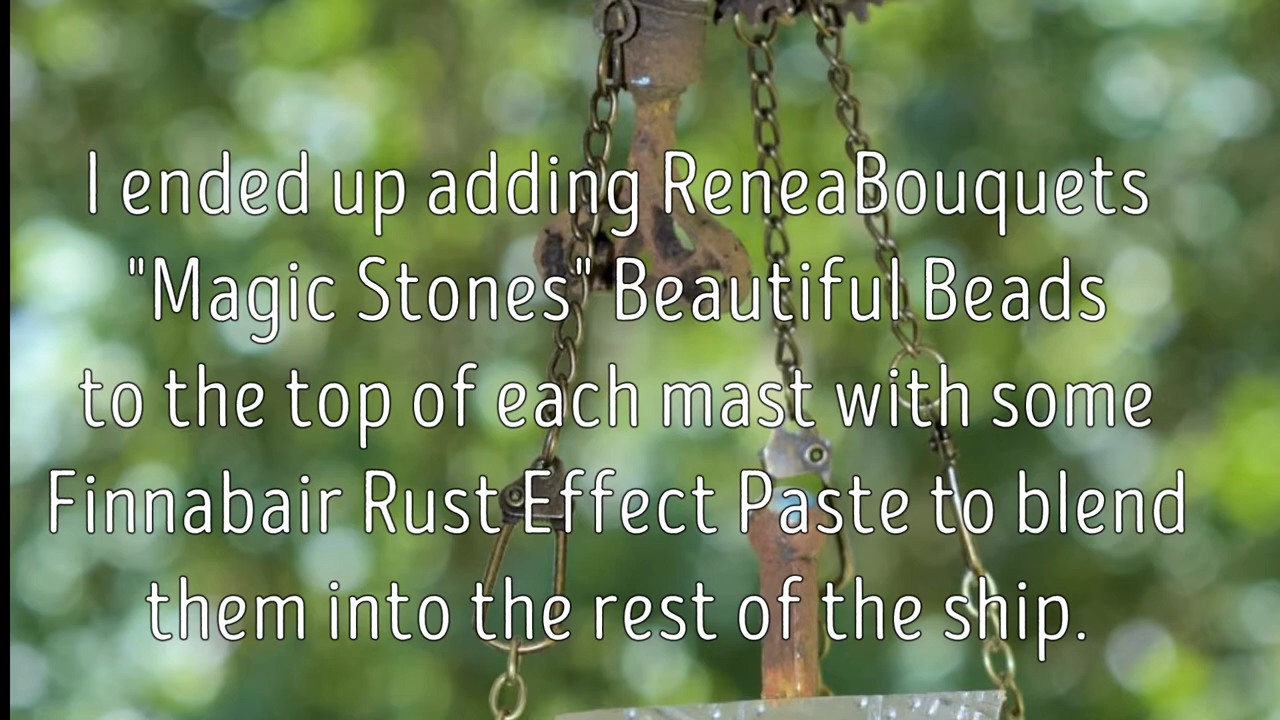 I ended up adding ReneaBouquets
"Magic Stones" Beautiful Beads
to the top of each mast with some
Finnabair Rust Effect Paste to blend
them into the rest of the ship.